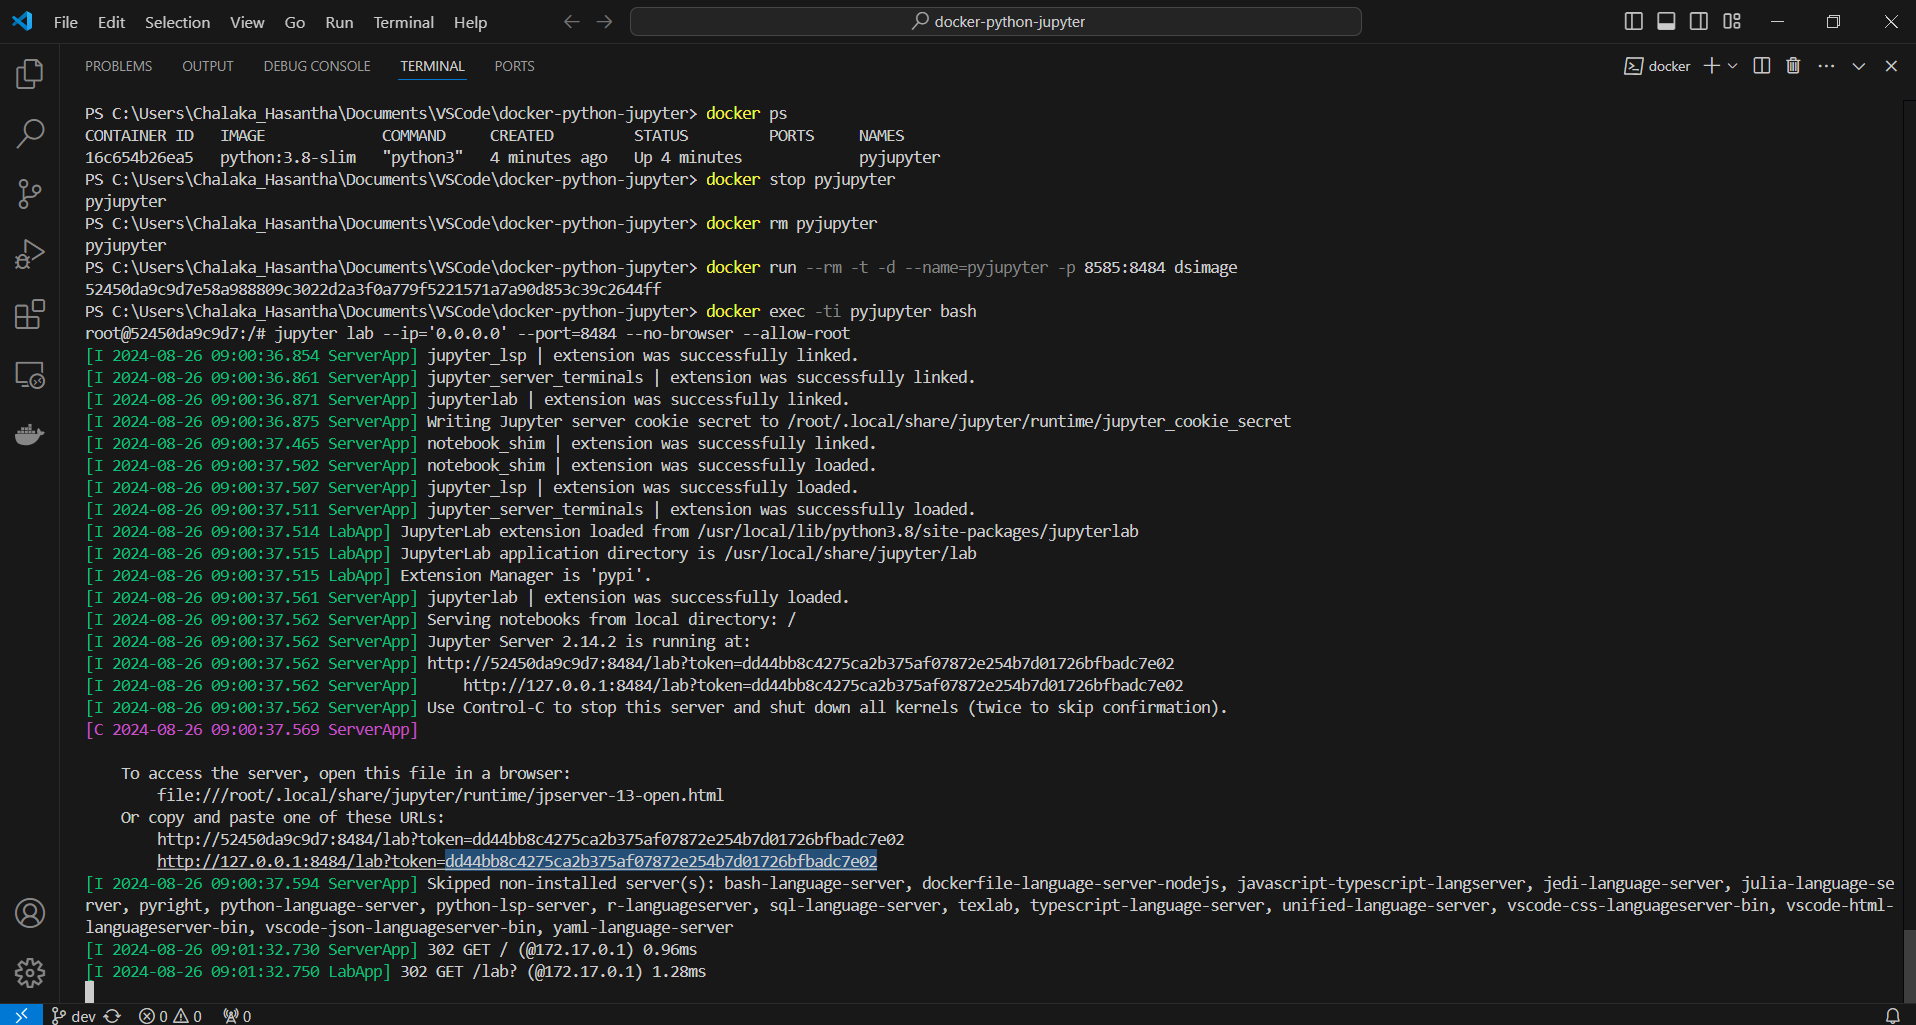 File Edit Selection View Go Run Terminal Help docker-python-jupyter
PROBLEMS OUTPUT DEBUG CONSOLE TERMINAL PORTS docker
PS C:\Users\Chalaka_Hasantha\Documents\VSCode\docker-python-jupyter> docker ps
CONTAINER ID IMAGE COMMAND CREATED STATUS PORTS NAMES
16c654b26ea5 python:3.8-slim "python3" 4 minutes ago Up 4 minutes pyjupyter
PS C:\Users\Chalaka_Hasantha\Documents\VSCode\docker-python-jupyter> docker stop pyjupyter
pyjupyter
PS C:\Users\Chalaka_Hasantha\Documents\VSCode\docker-python-jupyter> docker rm pyjupyter
pyjupyter
PS C:\Users\Chalaka_Hasantha\Documents\VSCode\docker-python-jupyter> docker run --rm -t -d --name=pyjupyter -p 8585:8484 dsimage
52450da9c9d7e58a988809c3022d2a3f0a779f5221571a7a90d853c39c2644ff
PS C:\Users\Chalaka_Hasantha\Documents\VSCode\docker-python-jupyter> docker exec -ti pyjupyter bash
root@52450da9c9d7:/# jupyter lab --ip='0.0.0.0' --port=8484 --no-browser --allow-root
[I 2024-08-26 09:00:36.854 ServerApp] jupyter_lsp | extension was successfully linked.
[I 2024-08-26 09:00:36.861 ServerApp] jupyter_server_terminals | extension was successfully linked.
[I 2024-08-26 09:00:36.871 ServerApp] jupyterlab | extension was successfully linked.
[I 2024-08-26 09:00:36.875 ServerApp] Writing Jupyter server cookie secret to /root/.local/share/jupyter/runtime/jupyter_cookie_secret
[I 2024-08-26 09:00:37.465 ServerApp] notebook_shim | extension was successfully linked.
[I 2024-08-26 09:00:37.502 ServerApp] notebook_shim | extension was successfully loaded.
[I 2024-08-26 09:00:37.507 ServerApp] jupyter_lsp | extension was successfully loaded.
[I 2024-08-26 09:00:37.511 ServerApp] jupyter_server_terminals | extension was successfully loaded.
[I 2024-08-26 09:00:37.514 LabApp] JupyterLab extension loaded from /usr/local/lib/python3.8/site-packages/jupyterlab
[I 2024-08-26 09:00:37.515 LabApp] JupyterLab application directory is /usr/local/share/jupyter/lab
[I 2024-08-26 09:00:37.515 LabApp] Extension Manager is 'pypi'.
[I 2024-08-26 09:00:37.561 ServerApp] jupyterlab | extension was successfully loaded.
[I 2024-08-26 09:00:37.562 ServerApp] Serving notebooks from local directory: /
[I 2024-08-26 09:00:37.562 ServerApp] Jupyter Server 2.14.2 is running at:
[I 2024-08-26 09:00:37.562 ServerApp] http://52450da9c9d7:8484/lab?token=dd44bb8c4275ca2b375af07872e254b7d01726bfbadc7e02
[I 2024-08-26 09:00:37.562 ServerApp] http://127.0.0.1:8484/lab?token=dd44bb8c4275ca2b375af07872e254b7d01726bfbadc7e02
[I 2024-08-26 09:00:37.562 ServerApp] Use Control-C to stop this server and shut down all kernels (twice to skip confirmation).
[C 2024-08-26 09:00:37.569 ServerApp]
To access the server, open this file in a browser:
file:///root/.local/share/jupyter/runtime/jpserver-13-open.html
Or copy and paste one of these URLs:
http://52450da9c9d7:8484/lab?token=dd44bb8c4275ca2b375af07872e254b7d01726bfbadc7e02
http://127.0.0.1:8484/lab?token=dd44bb8c4275ca2b375af07872e254b7d01726bfbadc7e02
[I 2024-08-26 09:00:37.594 ServerApp] Skipped non-installed server(s): bash-language-server, dockerfile-language-server-nodejs, javascript-typescript-langserver, jedi-language-server, julia-language-se
rver, pyright, python-language-server, python-lsp-server, r-languageserver, sql-language-server, texlab, typescript-language-server, unified-language-server, vscode-css-languageserver-bin, vscode-html-
languageserver-bin, vscode-json-languageserver-bin, yaml-language-server
[I 2024-08-26 09:01:32.730 ServerApp] 302 GET / (@172.17.0.1) 0.96ms
[I 2024-08-26 09:01:32.750 LabApp] 302 GET /lab? (@172.17.0.1) 1.28ms
dev 0 0 0